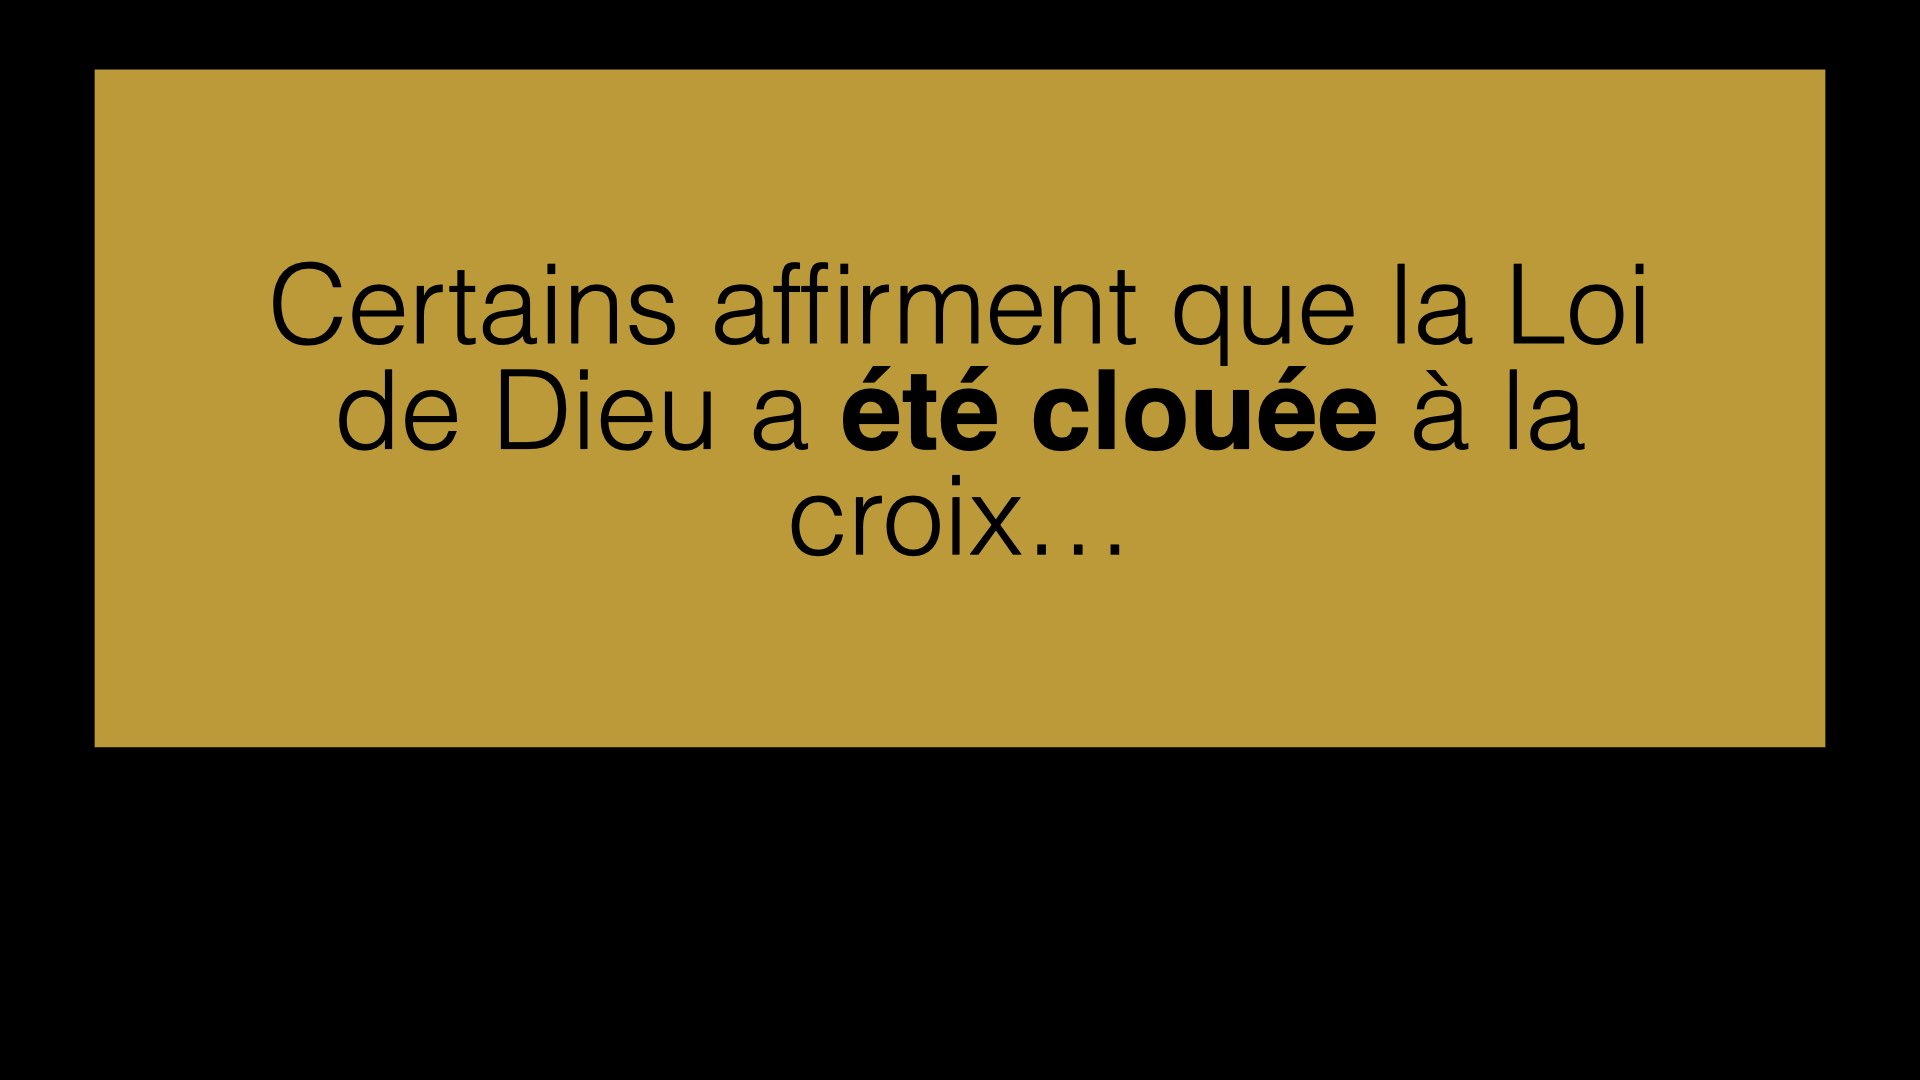 Certains affirment que la Loi
de Dieu a été clouée à la
croix…